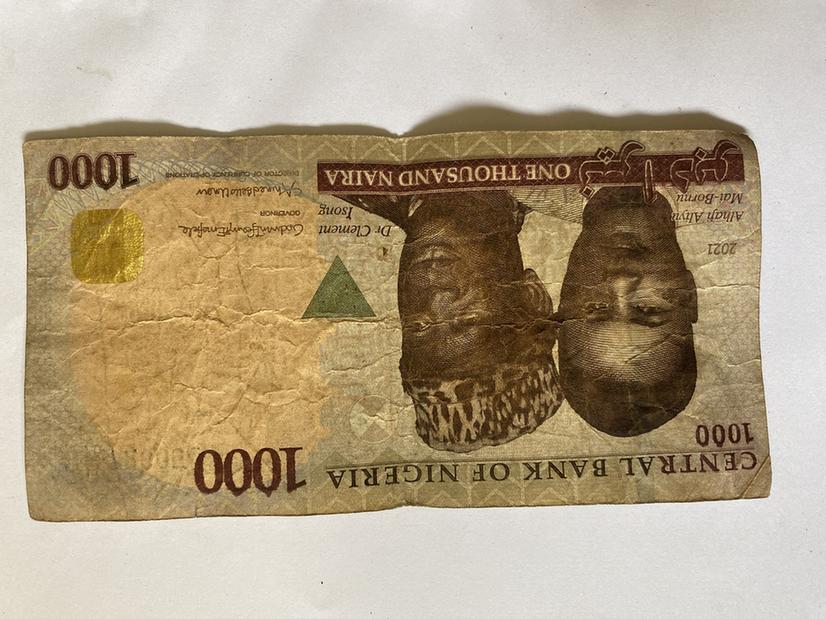 CENTRAL BANK OF NIGERIA
1000
1000
2021
Alhaji Aliyu
Mai-Bornu
Dr Clement
Isong
GOVERNOR
DIRECTOR OF CURRENCY OPERATIONS
ONE THOUSAND NAIRA
1000